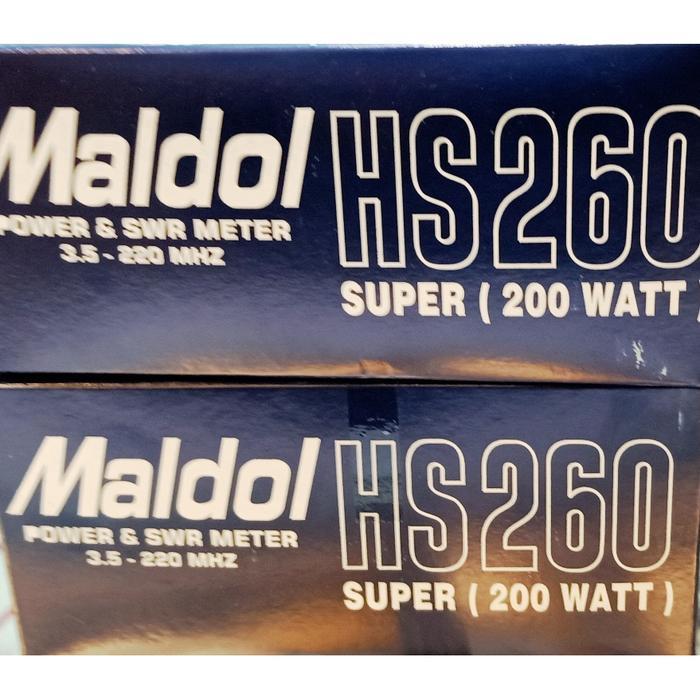 Maldol HS260
POWER & SWR METER
3.5 - 220 MHZ
SUPER ( 200 WATT )
Maldol HS260
POWER & SWR METER
3.5 - 220 MHZ
SUPER ( 200 WATT )